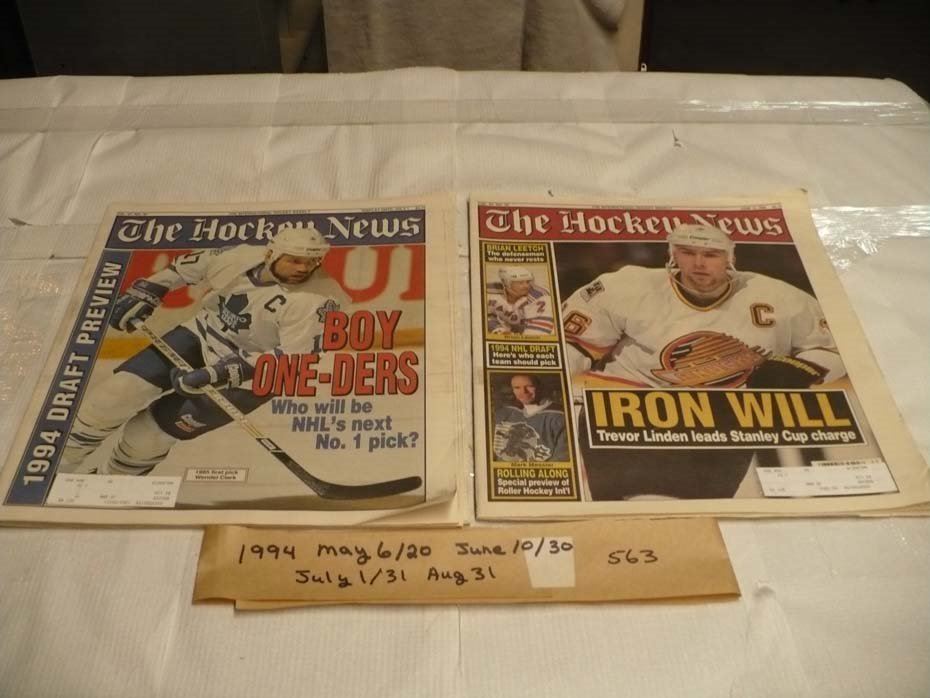 The Hockey News
1994 DRAFT PREVIEW
BOY
ONE-DERS
Who will be
NHL's next
No. 1 pick?
1985 first pick
Wendel Clark
C
The Hockey News
BRIAN LEETCH
The defenseman
who never rests
2
1994 NHL DRAFT
Here's who each
team should pick
Mark Messier
ROLLING ALONG
Special preview of
Roller Hockey Int'l
C
IRON WILL
Trevor Linden leads Stanley Cup charge
1994 May 6/20 June 10/30 563
July 1/31 Aug 31